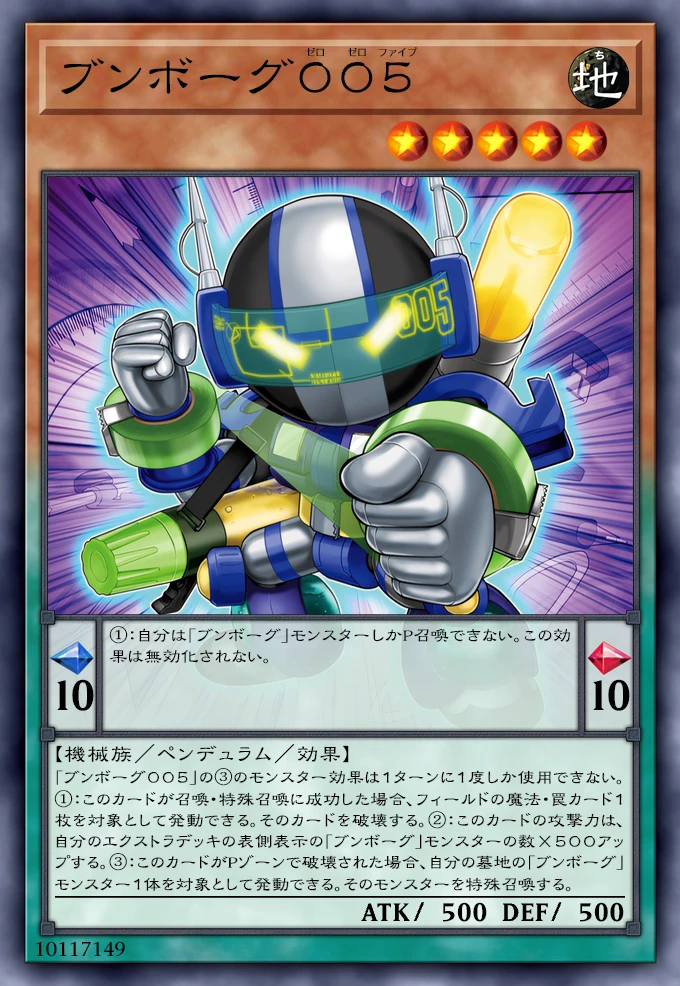 ゼロ ゼロ ファイブ
ブンボーグ００５
ち
地
005
①：自分は「ブンボーグ」モンスターしかP召喚できない。この効
果は無効化されない。
10
10
【機械族／ペンデュラム／効果】
「ブンボーグ００５」の③のモンスター効果は１ターンに１度しか使用できない。
①：このカードが召喚・特殊召喚に成功した場合、フィールドの魔法・罠カード１
枚を対象として発動できる。そのカードを破壊する。②：このカードの攻撃力は、
自分のエクストラデッキの表側表示の「ブンボーグ」モンスターの数×５００アッ
プする。③：このカードがPゾーンで破壊された場合、自分の墓地の「ブンボーグ」
モンスター１体を対象として発動できる。そのモンスターを特殊召喚する。
ATK/ 500 DEF/ 500
10117149